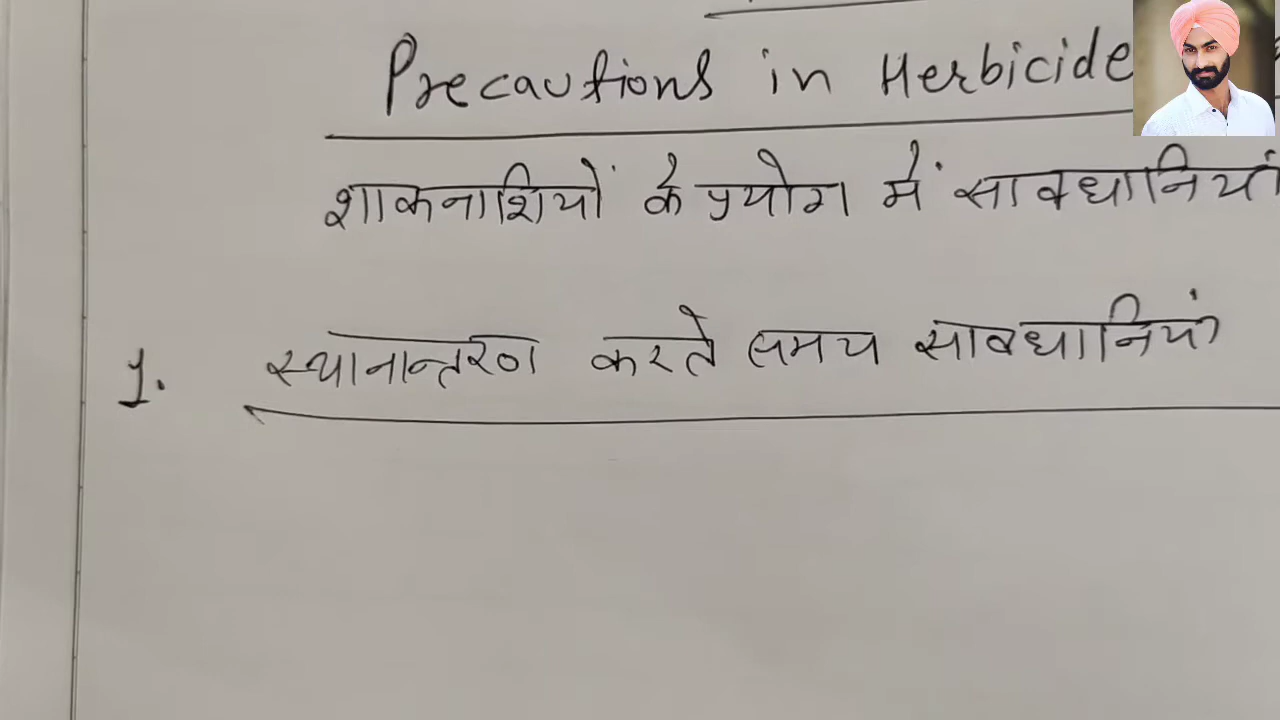 Precautions in Herbicide
शाकनाशियों के प्रयोग में सावधानियां
1. स्थानान्तरण करते समय सावधानियां